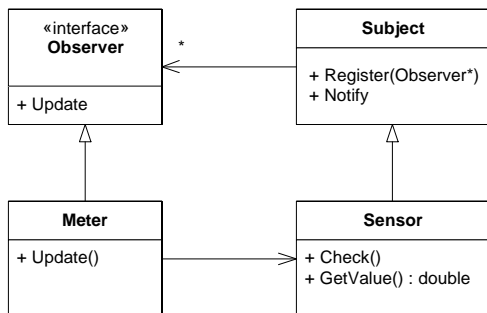 «interface»
Observer
+ Update
*
Subject
+ Register(Observer*)
+ Notify
Meter
+ Update()
Sensor
+ Check()
+ GetValue() : double